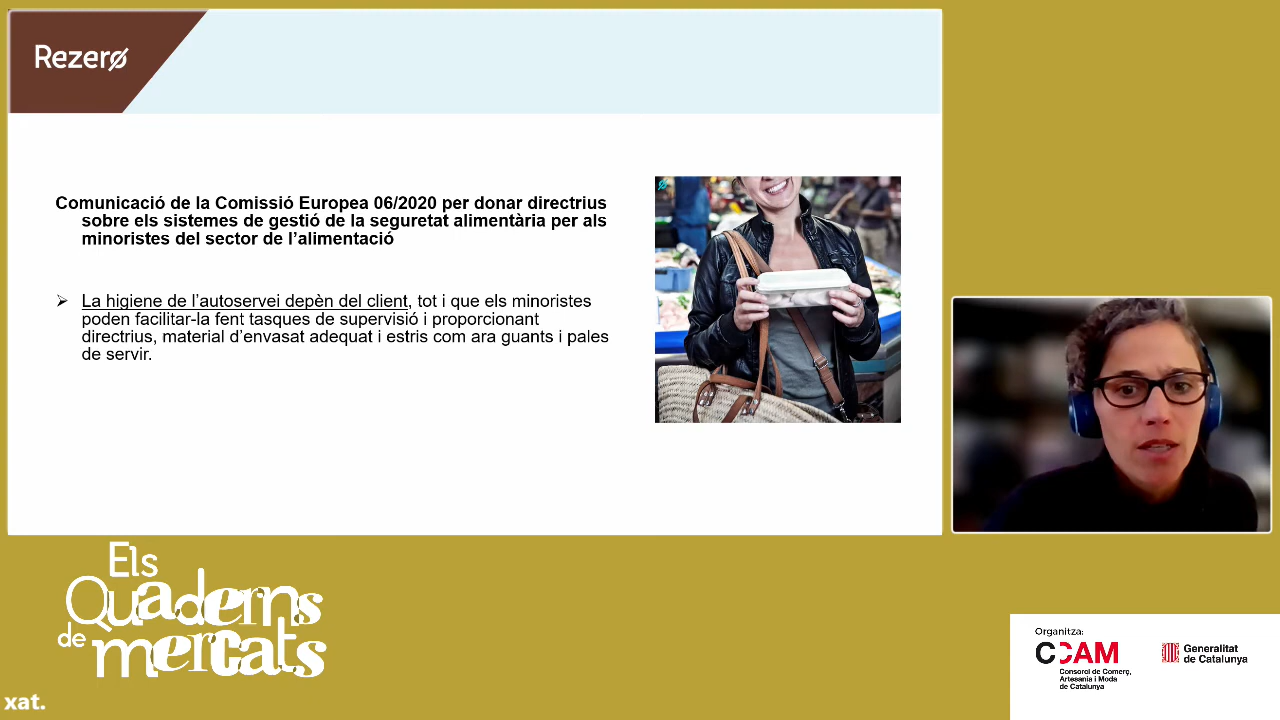 Rezero
Comunicació de la Comissió Europea 06/2020 per donar directrius
sobre els sistemes de gestió de la seguretat alimentària per als
minoristes del sector de l’alimentació
➢ La higiene de l’autoservei depèn del client, tot i que els minoristes
poden facilitar-la fent tasques de supervisió i proporcionant
directrius, material d’envasat adequat i estris com ara guants i pales
de servir.
Els
Quaderns
de mercats
xat.
Organitza:
CCAM
Consorci de Comerç,
Artesania i Moda
de Catalunya
Generalitat
de Catalunya